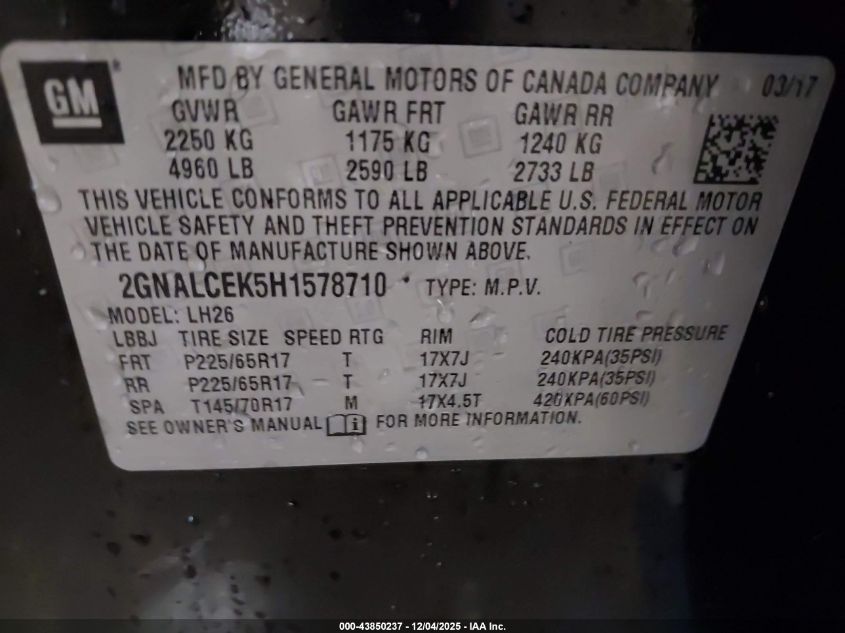 GM®
MFD BY GENERAL MOTORS OF CANADA COMPANY 03/17
GVWR GAWR FRT GAWR RR
2250 KG 1175 KG 1240 KG
4960 LB 2590 LB 2733 LB
THIS VEHICLE CONFORMS TO ALL APPLICABLE U.S. FEDERAL MOTOR
VEHICLE SAFETY AND THEFT PREVENTION STANDARDS IN EFFECT ON
THE DATE OF MANUFACTURE SHOWN ABOVE.
2GNALCEK5H1578710 * TYPE: M.P.V.
MODEL: LH26
LBBJ TIRE SIZE SPEED RTG RIM COLD TIRE PRESSURE
FRT P225/65R17 T 17X7J 240KPA(35PSI)
RR P225/65R17 T 17X7J 240KPA(35PSI)
SPA T145/70R17 M 17X4.5T 420KPA(60PSI)
SEE OWNER'S MANUAL i FOR MORE INFORMATION.
000-43850237 - 12/04/2025 - IAA Inc.